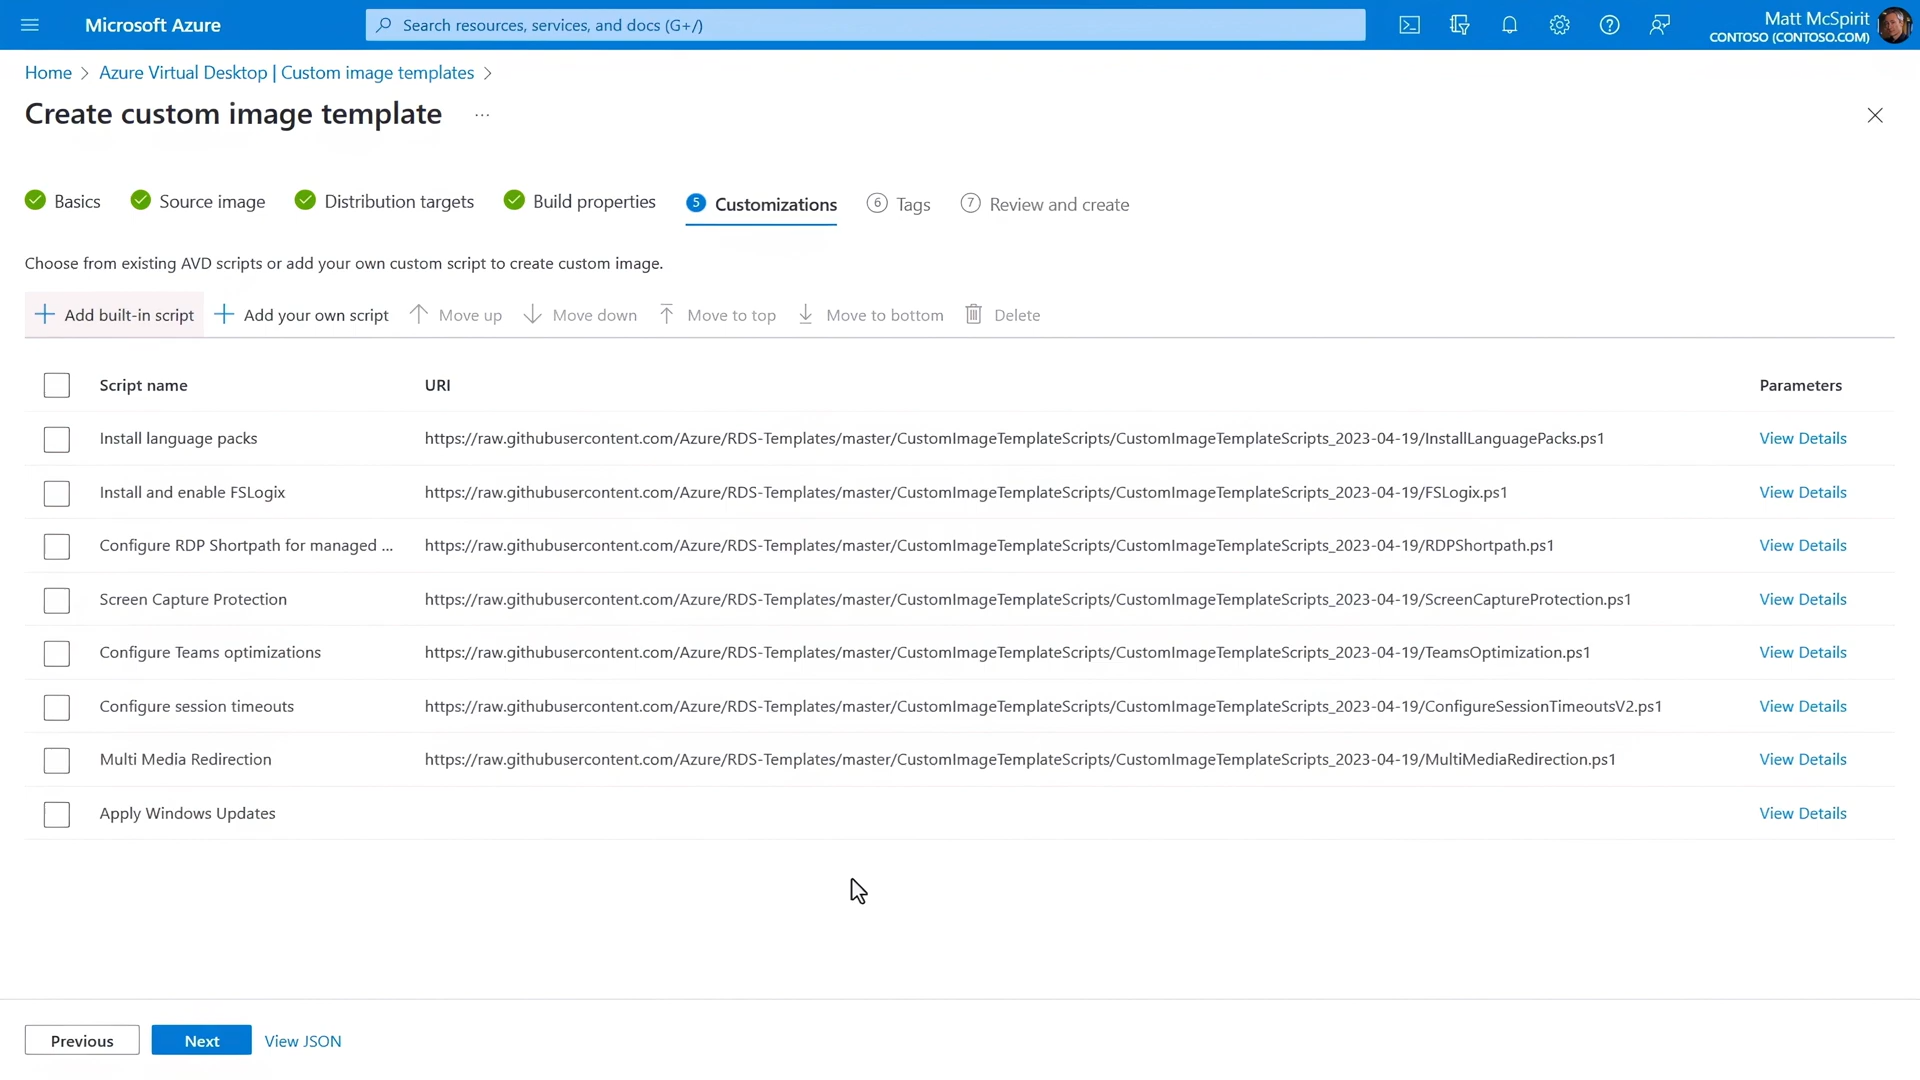 Microsoft Azure
Search resources, services, and docs (G+/)
Matt McSpirit
CONTOSO (CONTOSO.COM)
Home > Azure Virtual Desktop | Custom image templates >
Create custom image template ...
Basics Source image Distribution targets Build properties 5 Customizations 6 Tags 7 Review and create
Choose from existing AVD scripts or add your own custom script to create custom image.
Add built-in script Add your own script Move up Move down Move to top Move to bottom Delete
Script name URI Parameters
Install language packs https://raw.githubusercontent.com/Azure/RDS-Templates/master/CustomImageTemplateScripts/CustomImageTemplateScripts_2023-04-19/InstallLanguagePacks.ps1 View Details
Install and enable FSLogix https://raw.githubusercontent.com/Azure/RDS-Templates/master/CustomImageTemplateScripts/CustomImageTemplateScripts_2023-04-19/FSLogix.ps1 View Details
Configure RDP Shortpath for managed ... https://raw.githubusercontent.com/Azure/RDS-Templates/master/CustomImageTemplateScripts/CustomImageTemplateScripts_2023-04-19/RDPShortpath.ps1 View Details
Screen Capture Protection https://raw.githubusercontent.com/Azure/RDS-Templates/master/CustomImageTemplateScripts/CustomImageTemplateScripts_2023-04-19/ScreenCaptureProtection.ps1 View Details
Configure Teams optimizations https://raw.githubusercontent.com/Azure/RDS-Templates/master/CustomImageTemplateScripts/CustomImageTemplateScripts_2023-04-19/TeamsOptimization.ps1 View Details
Configure session timeouts https://raw.githubusercontent.com/Azure/RDS-Templates/master/CustomImageTemplateScripts/CustomImageTemplateScripts_2023-04-19/ConfigureSessionTimeoutsV2.ps1 View Details
Multi Media Redirection https://raw.githubusercontent.com/Azure/RDS-Templates/master/CustomImageTemplateScripts/CustomImageTemplateScripts_2023-04-19/MultiMediaRedirection.ps1 View Details
Apply Windows Updates View Details
Previous Next View JSON